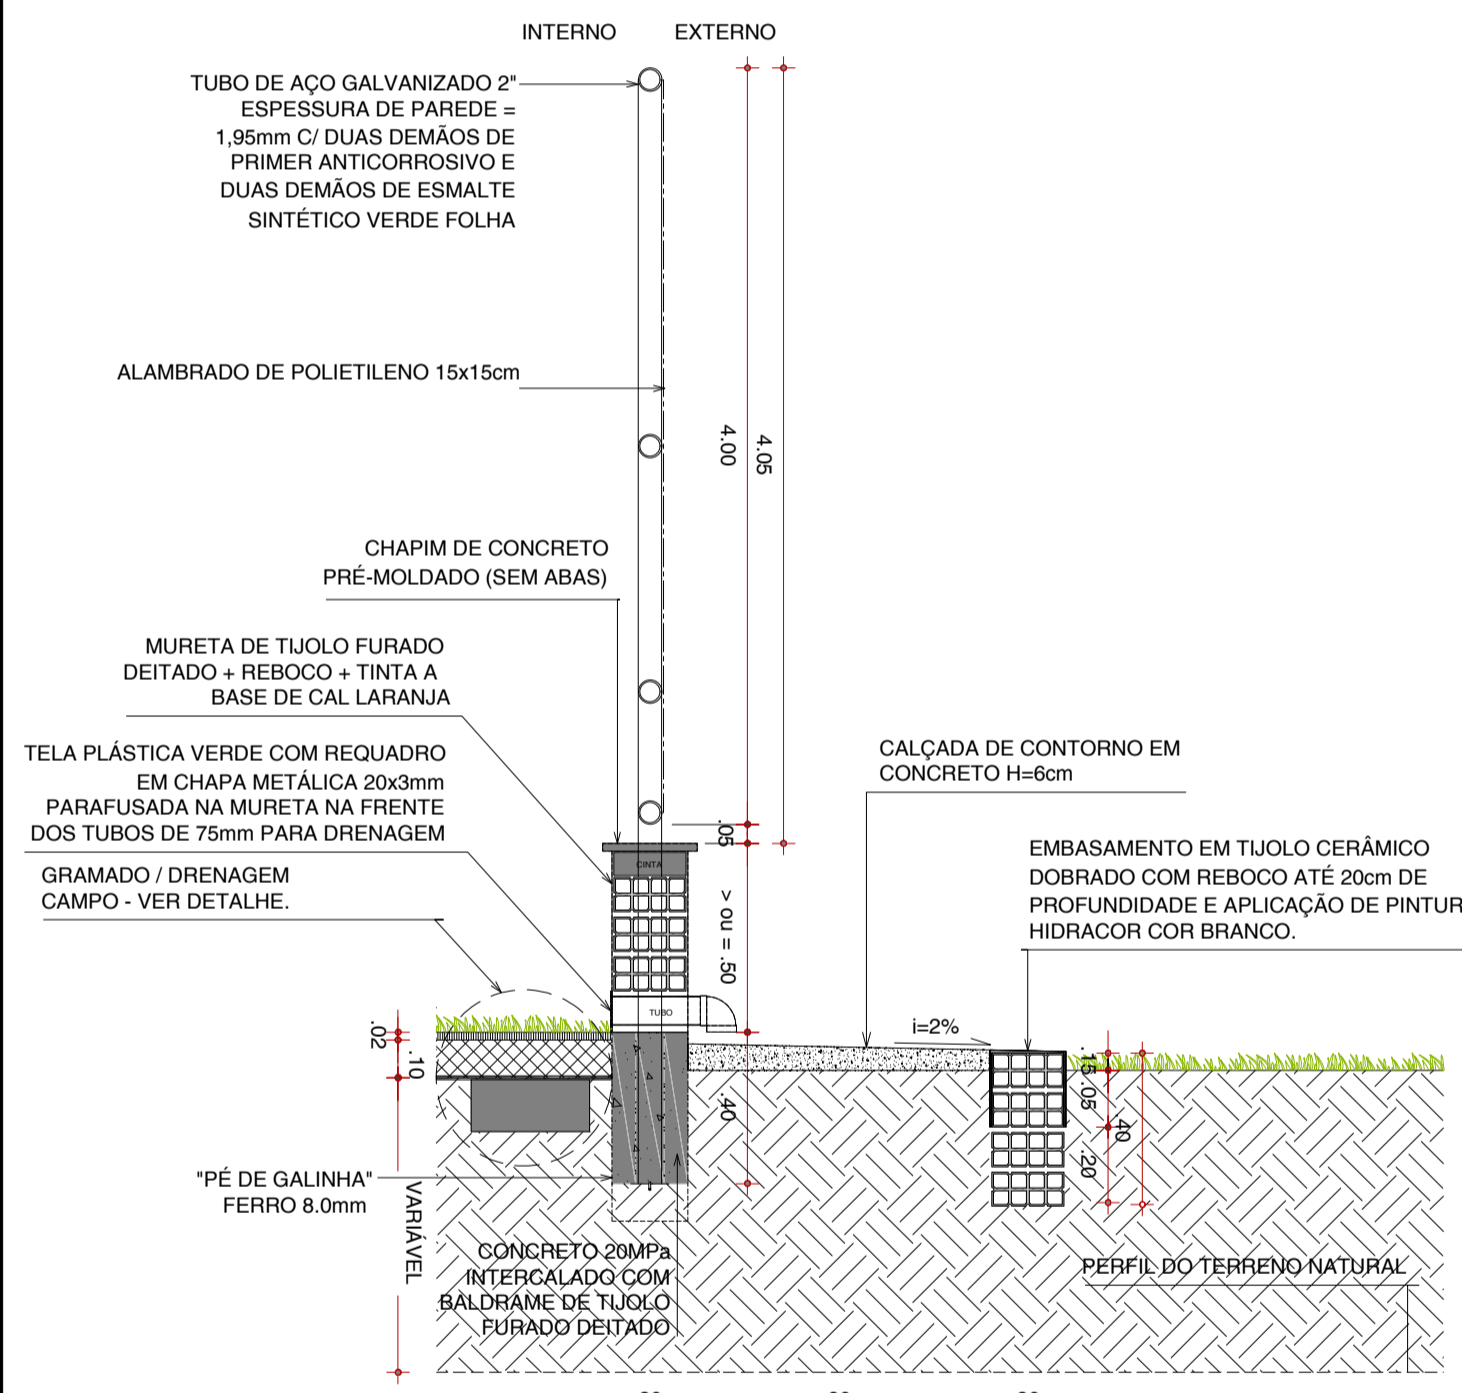 INTERNO EXTERNO
TUBO DE AÇO GALVANIZADO 2"
ESPESSURA DE PAREDE =
1,95mm C/ DUAS DEMÃOS DE
PRIMER ANTICORROSIVO E
DUAS DEMÃOS DE ESMALTE
SINTÉTICO VERDE FOLHA
ALAMBRADO DE POLIETILENO 15x15cm
4.00
4.05
CHAPIM DE CONCRETO
PRÉ-MOLDADO (SEM ABAS)
MURETA DE TIJOLO FURADO
DEITADO + REBOCO + TINTA A
BASE DE CAL LARANJA
TELA PLÁSTICA VERDE COM REQUADRO
EM CHAPA METÁLICA 20x3mm
PARAFUSADA NA MURETA NA FRENTE
DOS TUBOS DE 75mm PARA DRENAGEM
GRAMADO / DRENAGEM
CAMPO - VER DETALHE.
CALÇADA DE CONTORNO EM
CONCRETO H=6cm
EMBASAMENTO EM TIJOLO CERÂMICO
DOBRADO COM REBOCO ATÉ 20cm DE
PROFUNDIDADE E APLICAÇÃO DE PINTUR
HIDRACOR COR BRANCO.
.05
CINTA
> ou = .50
TUBO
i=2%
.02
.10
.40
.15
.05
.40
.20
"PÉ DE GALINHA"
FERRO 8.0mm
VARIÁVEL
CONCRETO 20MPa
INTERCALADO COM
BALDRAME DE TIJOLO
FURADO DEITADO
PERFIL DO TERRENO NATURAL